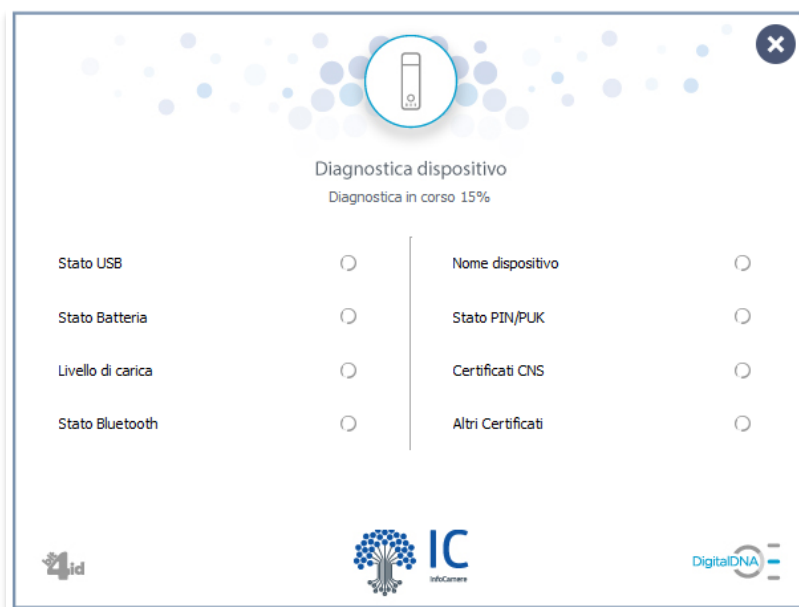 Diagnostica dispositivo
Diagnostica in corso 15%
Stato USB
Stato Batteria
Livello di carica
Stato Bluetooth
Nome dispositivo
Stato PIN/PUK
Certificati CNS
Altri Certificati
4id
IC
InfoCamere
DigitalDNA